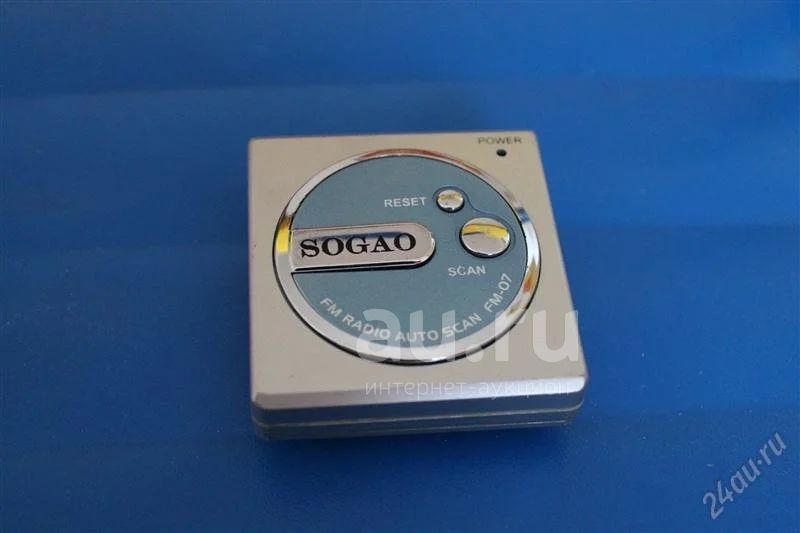 POWER
RESET
SOGAO
SCAN
FM RADIO AUTO SCAN FM-07
au.ru
интернет-аукцион
24au.ru